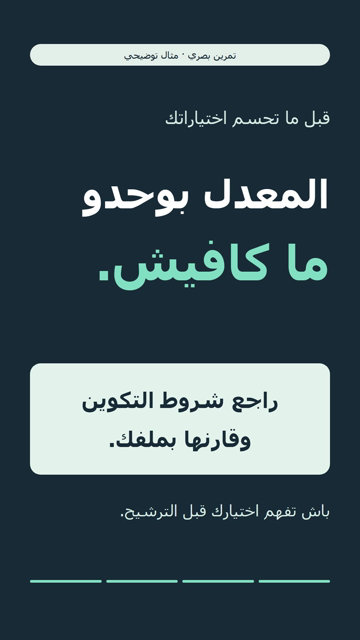 تمرين بصري · مثال توضيحي
قبل ما تحسم اختياراتك
المعدل بوحدو
ما كافيش.
راجع شروط التكوين
وقارنها بملفك.
باش تفهم اختيارك قبل الترشيح.